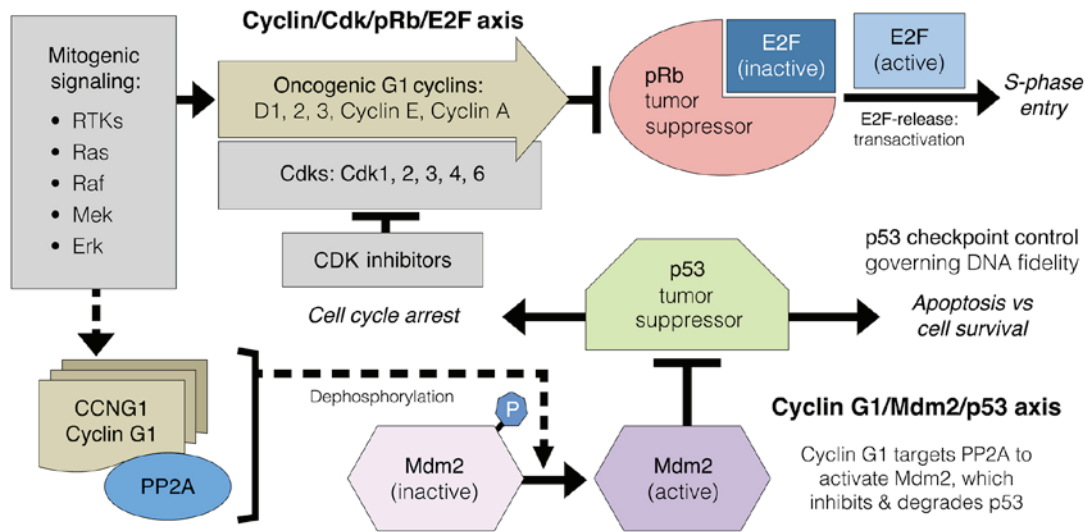 Cyclin/Cdk/pRb/E2F axis
Mitogenic
signaling:
• RTKs
• Ras
• Raf
• Mek
• Erk
Oncogenic G1 cyclins:
D1, 2, 3, Cyclin E, Cyclin A
Cdks: Cdk1, 2, 3, 4, 6
CDK inhibitors
pRb
tumor
suppressor
E2F
(inactive)
E2F
(active)
E2F-release:
transactivation
S-phase
entry
p53 checkpoint control
governing DNA fidelity
p53
tumor
suppressor
Cell cycle arrest
Apoptosis vs
cell survival
CCNG1
Cyclin G1
PP2A
Dephosphorylation
P
Mdm2
(inactive)
Mdm2
(active)
Cyclin G1/Mdm2/p53 axis
Cyclin G1 targets PP2A to
activate Mdm2, which
inhibits & degrades p53